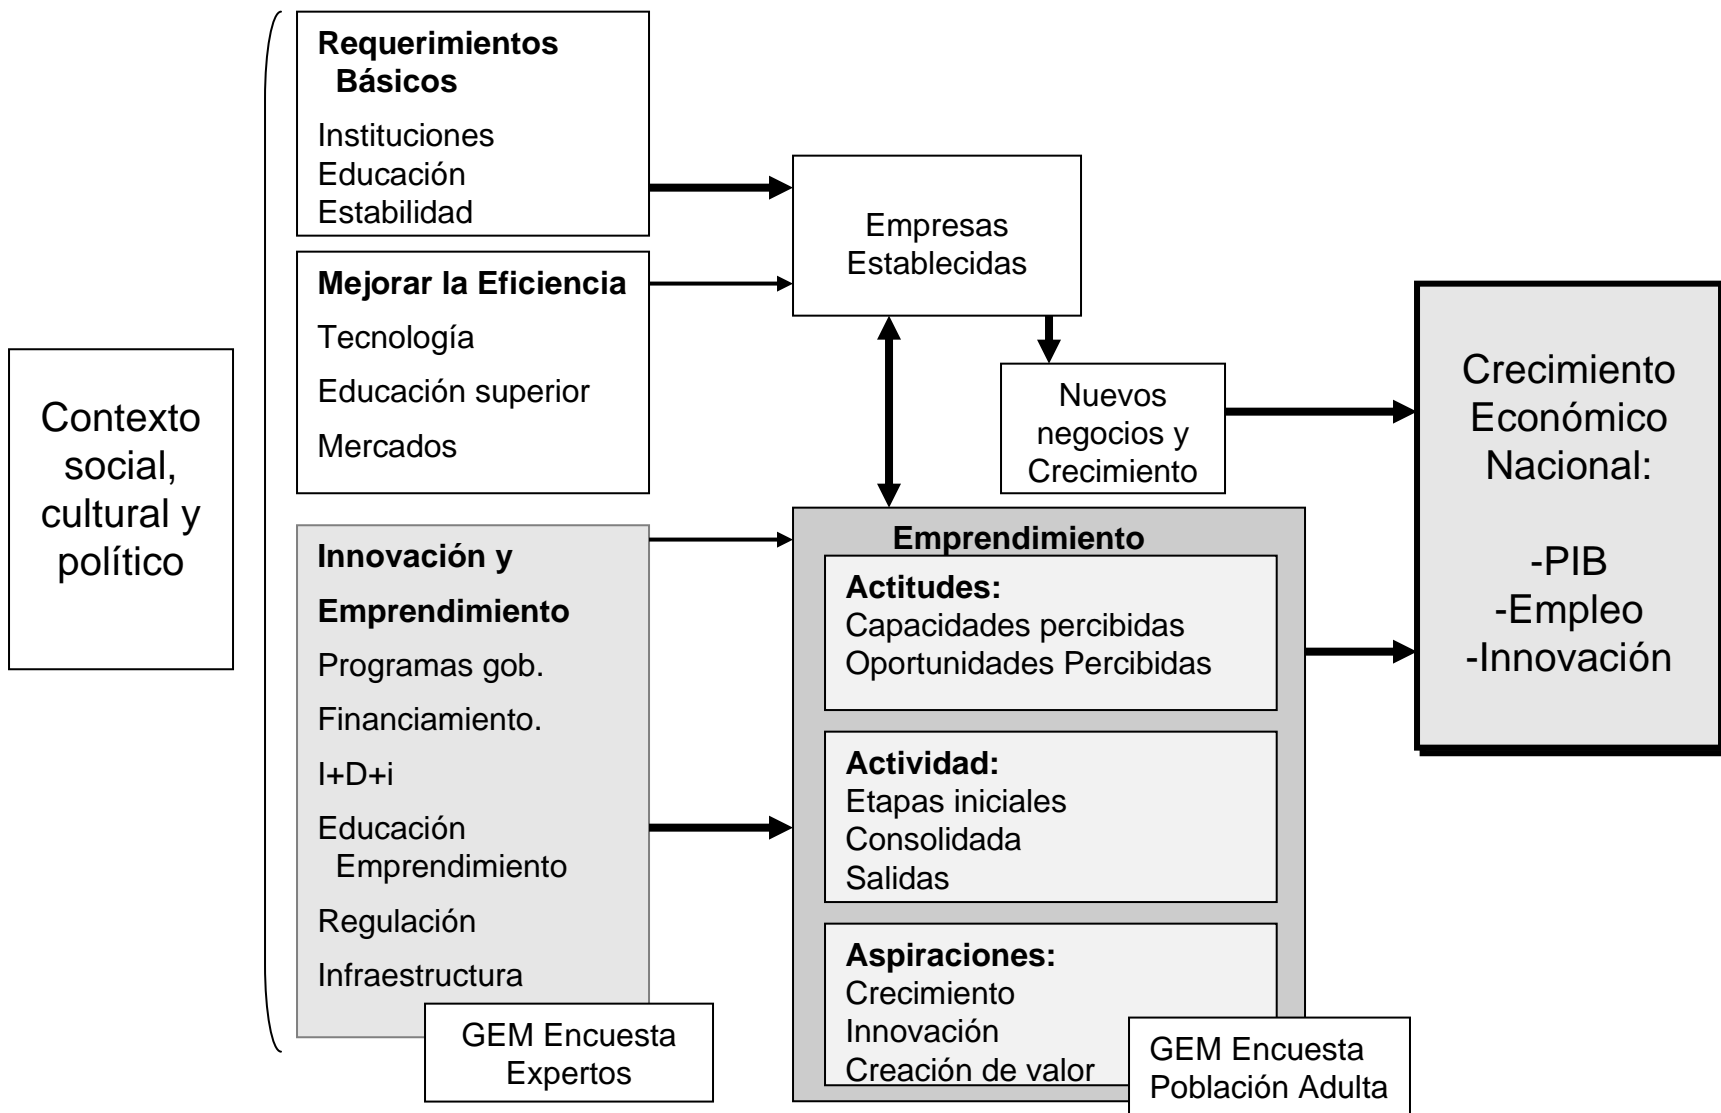 Contexto
social,
cultural y
político
Requerimientos
Básicos
Instituciones
Educación
Estabilidad
Mejorar la Eficiencia
Tecnología
Educación superior
Mercados
Innovación y
Emprendimiento
Programas gob.
Financiamiento.
I+D+i
Educación
Emprendimiento
Regulación
Infraestructura
GEM Encuesta
Expertos
Empresas
Establecidas
Nuevos
negocios y
Crecimiento
Emprendimiento
Actitudes:
Capacidades percibidas
Oportunidades Percibidas
Actividad:
Etapas iniciales
Consolidada
Salidas
Aspiraciones:
Crecimiento
Innovación
Creación de valor
GEM Encuesta
Población Adulta
Crecimiento
Económico
Nacional:
-PIB
-Empleo
-Innovación